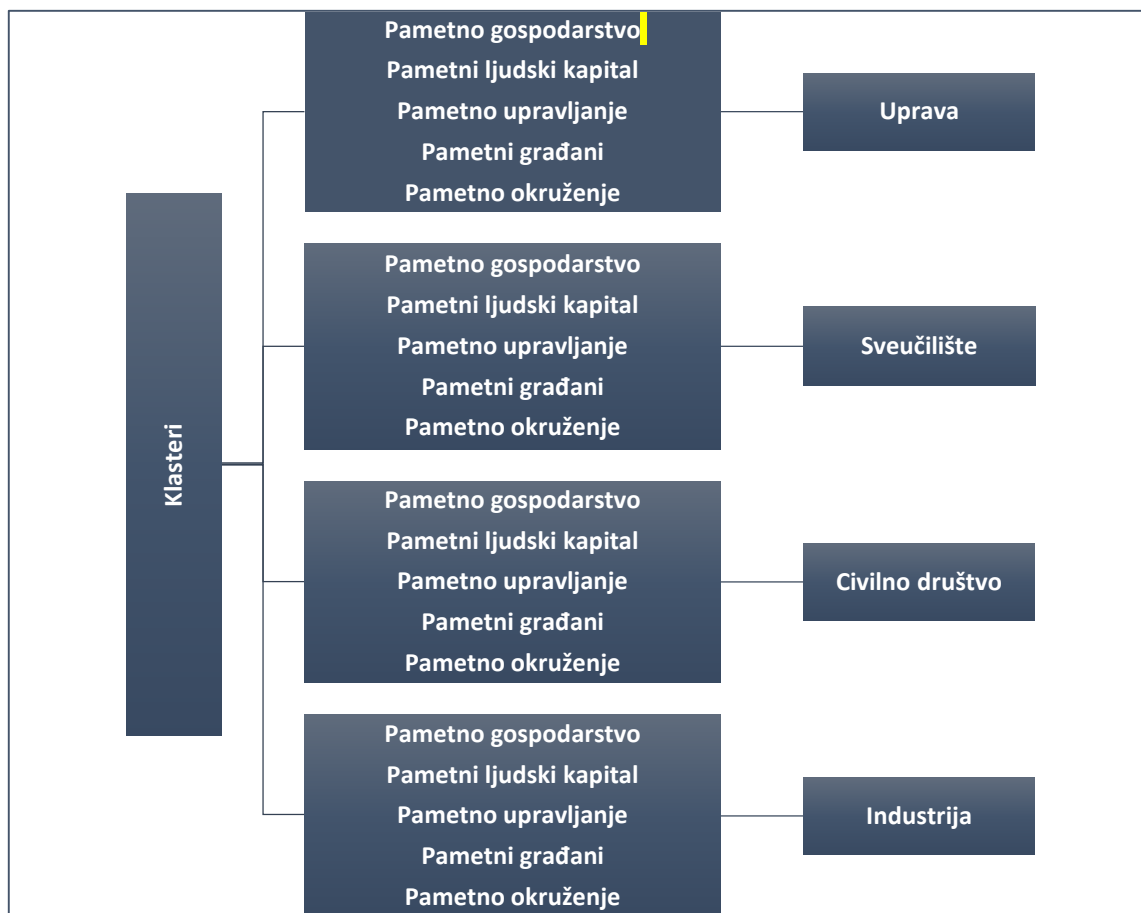 Klasteri
Pametno gospodarstvo
Pametni ljudski kapital
Pametno upravljanje
Pametni građani
Pametno okruženje
Uprava
Pametno gospodarstvo
Pametni ljudski kapital
Pametno upravljanje
Pametni građani
Pametno okruženje
Sveučilište
Pametno gospodarstvo
Pametni ljudski kapital
Pametno upravljanje
Pametni građani
Pametno okruženje
Civilno društvo
Pametno gospodarstvo
Pametni ljudski kapital
Pametno upravljanje
Pametni građani
Pametno okruženje
Industrija